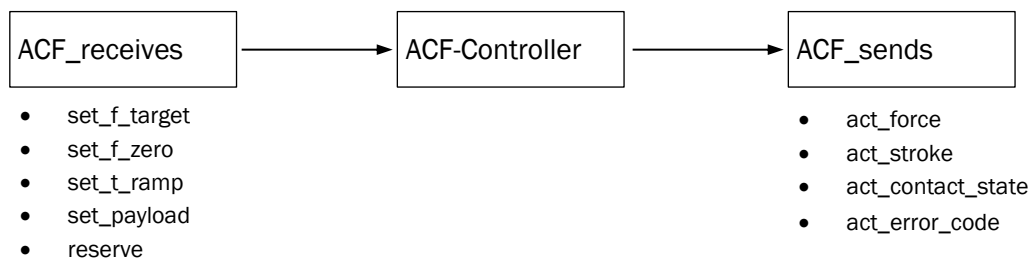 ACF_receives
ACF-Controller
ACF_sends
• set_f_target
• set_f_zero
• set_t_ramp
• set_payload
• reserve
• act_force
• act_stroke
• act_contact_state
• act_error_code